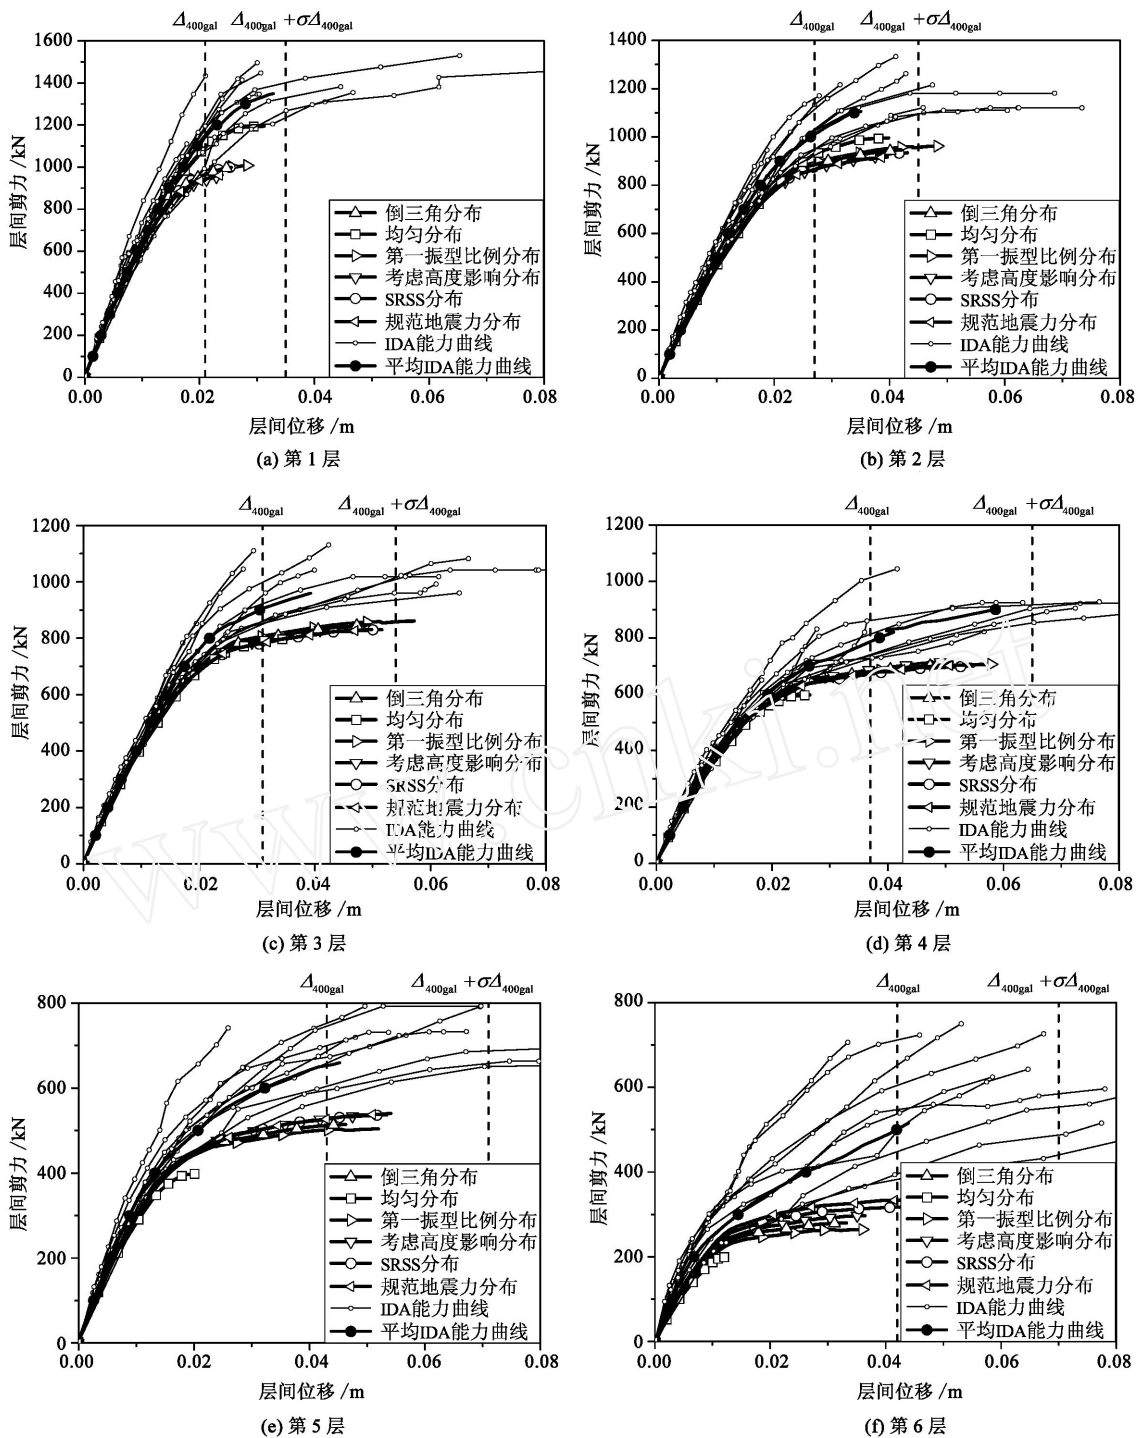 Δ400gal Δ400gal +σΔ400gal
1600
1400
1200
1000
800
600
400
200
0
层间剪力 /kN
倒三角分布
均匀分布
第一振型比例分布
考虑高度影响分布
SRSS分布
规范地震力分布
IDA能力曲线
平均IDA能力曲线
0.00 0.02 0.04 0.06 0.08
层间位移 /m
(a) 第 1 层
Δ400gal Δ400gal +σΔ400gal
1400
1200
1000
800
600
400
200
0
层间剪力 /kN
倒三角分布
均匀分布
第一振型比例分布
考虑高度影响分布
SRSS分布
规范地震力分布
IDA能力曲线
平均IDA能力曲线
0.00 0.02 0.04 0.06 0.08
层间位移 /m
(b) 第 2 层
Δ400gal Δ400gal +σΔ400gal
1200
1000
800
600
400
200
0
层间剪力 /kN
倒三角分布
均匀分布
第一振型比例分布
考虑高度影响分布
SRSS分布
规范地震力分布
IDA能力曲线
平均IDA能力曲线
0.00 0.02 0.04 0.06 0.08
层间位移 /m
(c) 第 3 层
Δ400gal Δ400gal +σΔ400gal
1200
1000
800
600
400
200
0
层间剪力 /kN
倒三角分布
均匀分布
第一振型比例分布
考虑高度影响分布
SRSS分布
规范地震力分布
IDA能力曲线
平均IDA能力曲线
0.00 0.02 0.04 0.06 0.08
层间位移 /m
(d) 第 4 层
www.cnki.net
Δ400gal Δ400gal +σΔ400gal
800
600
400
200
0
层间剪力 /kN
倒三角分布
均匀分布
第一振型比例分布
考虑高度影响分布
SRSS分布
规范地震力分布
IDA能力曲线
平均IDA能力曲线
0.00 0.02 0.04 0.06 0.08
层间位移 /m
(e) 第 5 层
Δ400gal Δ400gal +σΔ400gal
800
600
400
200
0
层间剪力 /kN
倒三角分布
均匀分布
第一振型比例分布
考虑高度影响分布
SRSS分布
规范地震力分布
IDA能力曲线
平均IDA能力曲线
0.00 0.02 0.04 0.06 0.08
层间位移 /m
(f) 第 6 层